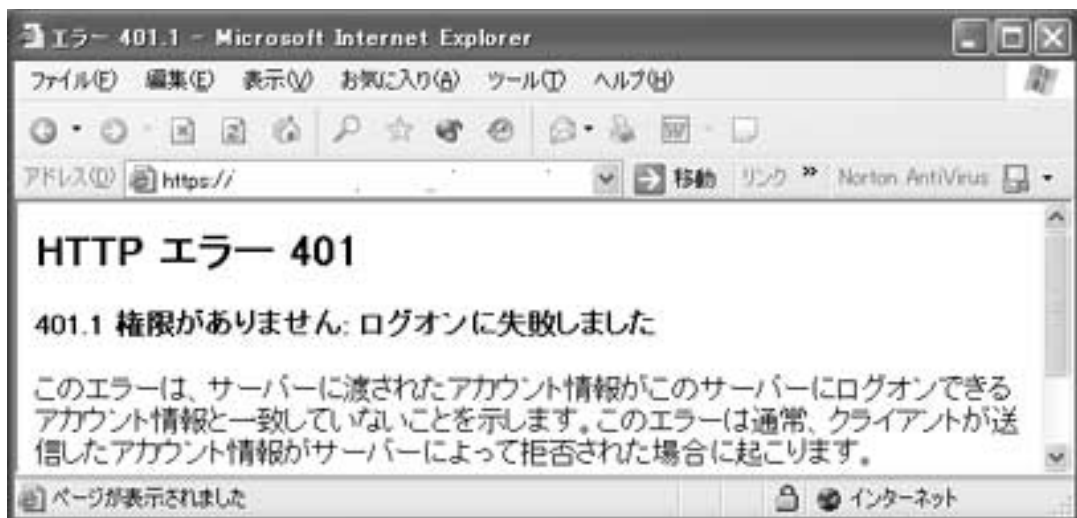 エラー 401.1 - Microsoft Internet Explorer
ファイル(F) 編集(E) 表示(V) お気に入り(A) ツール(T) ヘルプ(H)
アドレス(D) https:// 移動 リンク » Norton AntiVirus
HTTP エラー 401
401.1 権限がありません: ログオンに失敗しました
このエラーは、サーバーに渡されたアカウント情報がこのサーバーにログオンできる
アカウント情報と一致していないことを示します。このエラーは通常、クライアントが送
信したアカウント情報がサーバーによって拒否された場合に起こります。
ページが表示されました インターネット